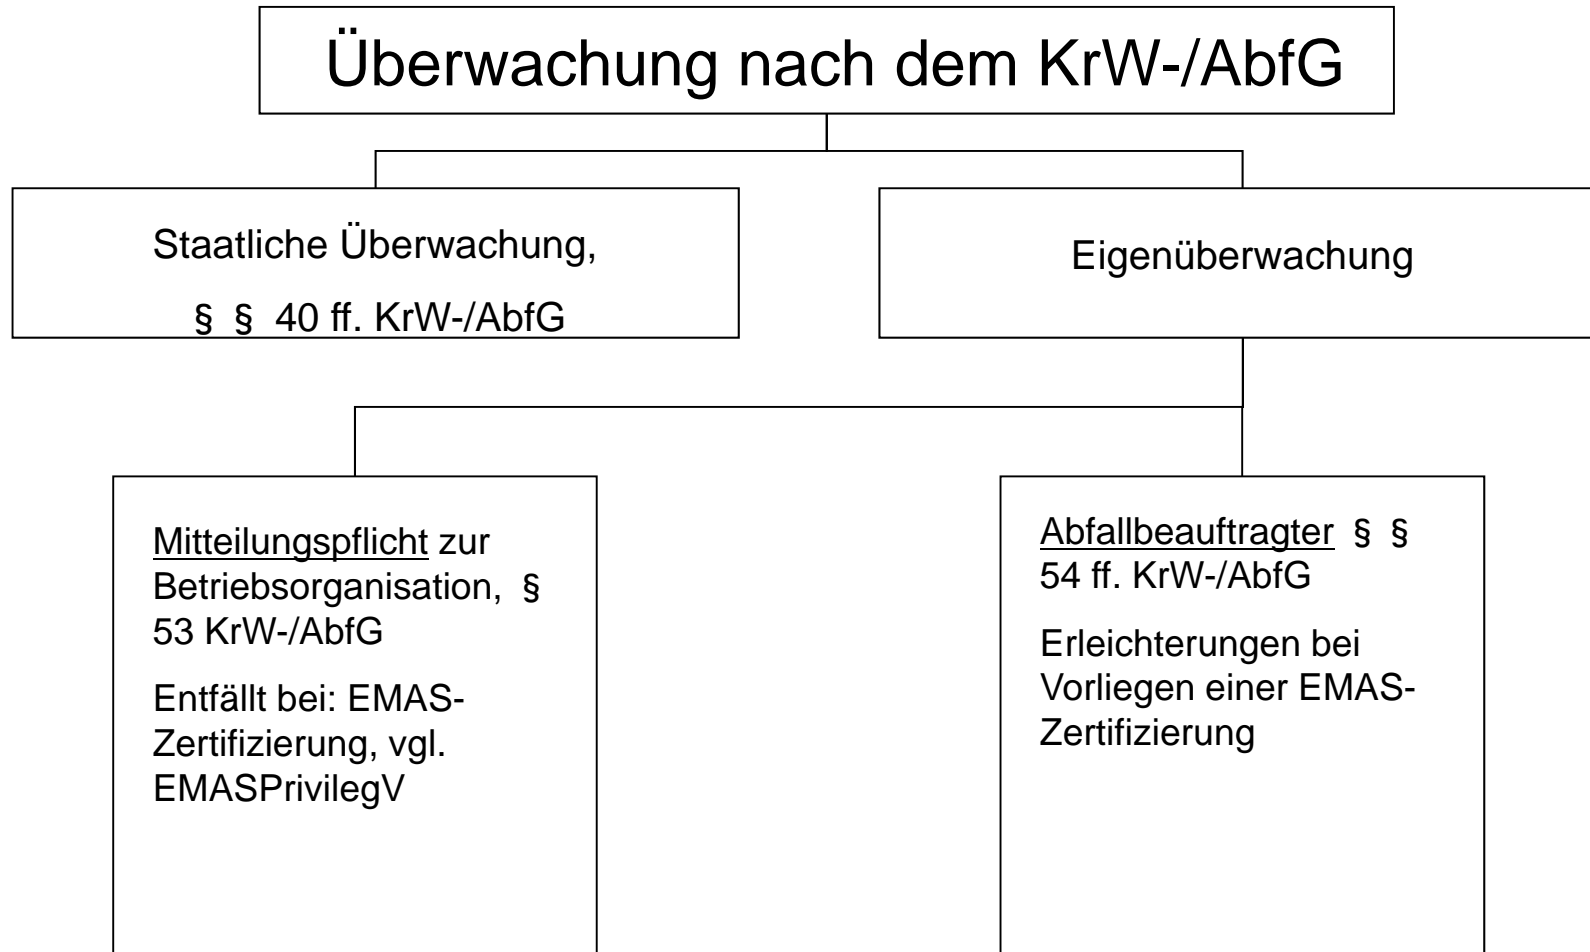 Überwachung nach dem KrW-/AbfG
Staatliche Überwachung,
§ § 40 ff. KrW-/AbfG
Eigenüberwachung
Mitteilungspflicht zur
Betriebsorganisation, §
53 KrW-/AbfG
Entfällt bei: EMAS-
Zertifizierung, vgl.
EMASPrivilegV
Abfallbeauftragter § §
54 ff. KrW-/AbfG
Erleichterungen bei
Vorliegen einer EMAS-
Zertifizierung